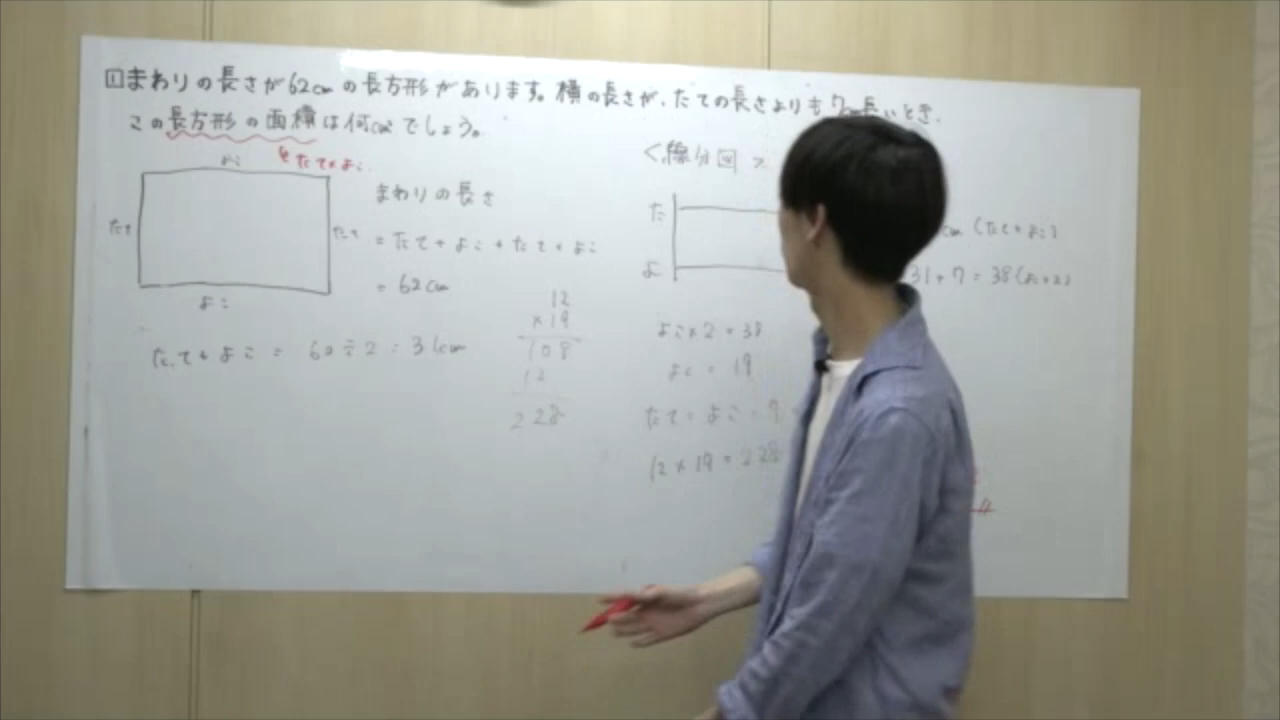 1 まわりの長さが62cmの長方形があります。横の長さが、たての長さよりも7cm長いとき、
この長方形の面積は何cm²でしょう。
たて×よこ
よこ
たて
たて
よこ
まわりの長さ
= たて + よこ + たて + よこ
= 62cm
たて + よこ = 62 ÷ 2 = 31cm
12
×19
108
12
228
<線分図>
た
よ
cm (たて+よこ)
31+7=38(よこ×2)
よこ×2=38
よこ=19
たて=よこ-7
12×19=228